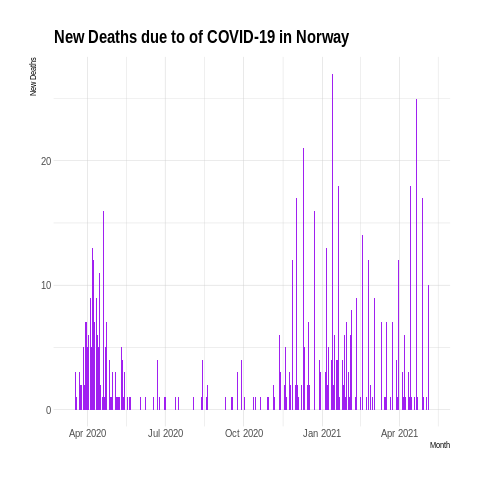 New Deaths due to of COVID-19 in Norway
New Deaths
20
10
0
Apr 2020 Jul 2020 Oct 2020 Jan 2021 Apr 2021
Month